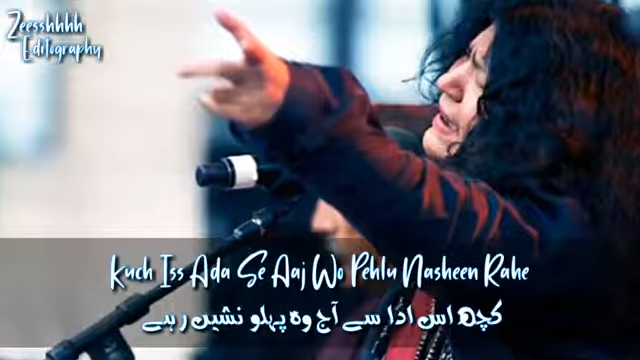 Zeesshhhh
Editography
Kuch Iss Ada Se Aaj Wo Pehlu Nasheen Rahe
کچھ اس ادا سے آج وہ پہلو نشیں رہے